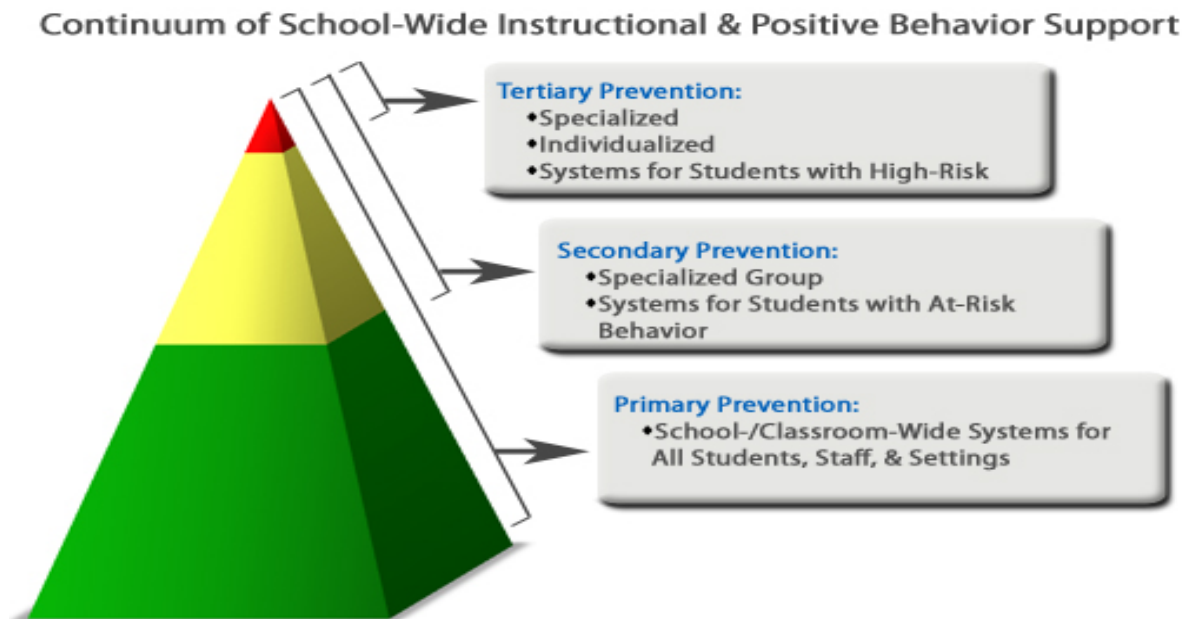 Continuum of School-Wide Instructional & Positive Behavior Support
Tertiary Prevention:
•Specialized
•Individualized
•Systems for Students with High-Risk
Secondary Prevention:
•Specialized Group
•Systems for Students with At-Risk
Behavior
Primary Prevention:
•School-/Classroom-Wide Systems for
All Students, Staff, & Settings